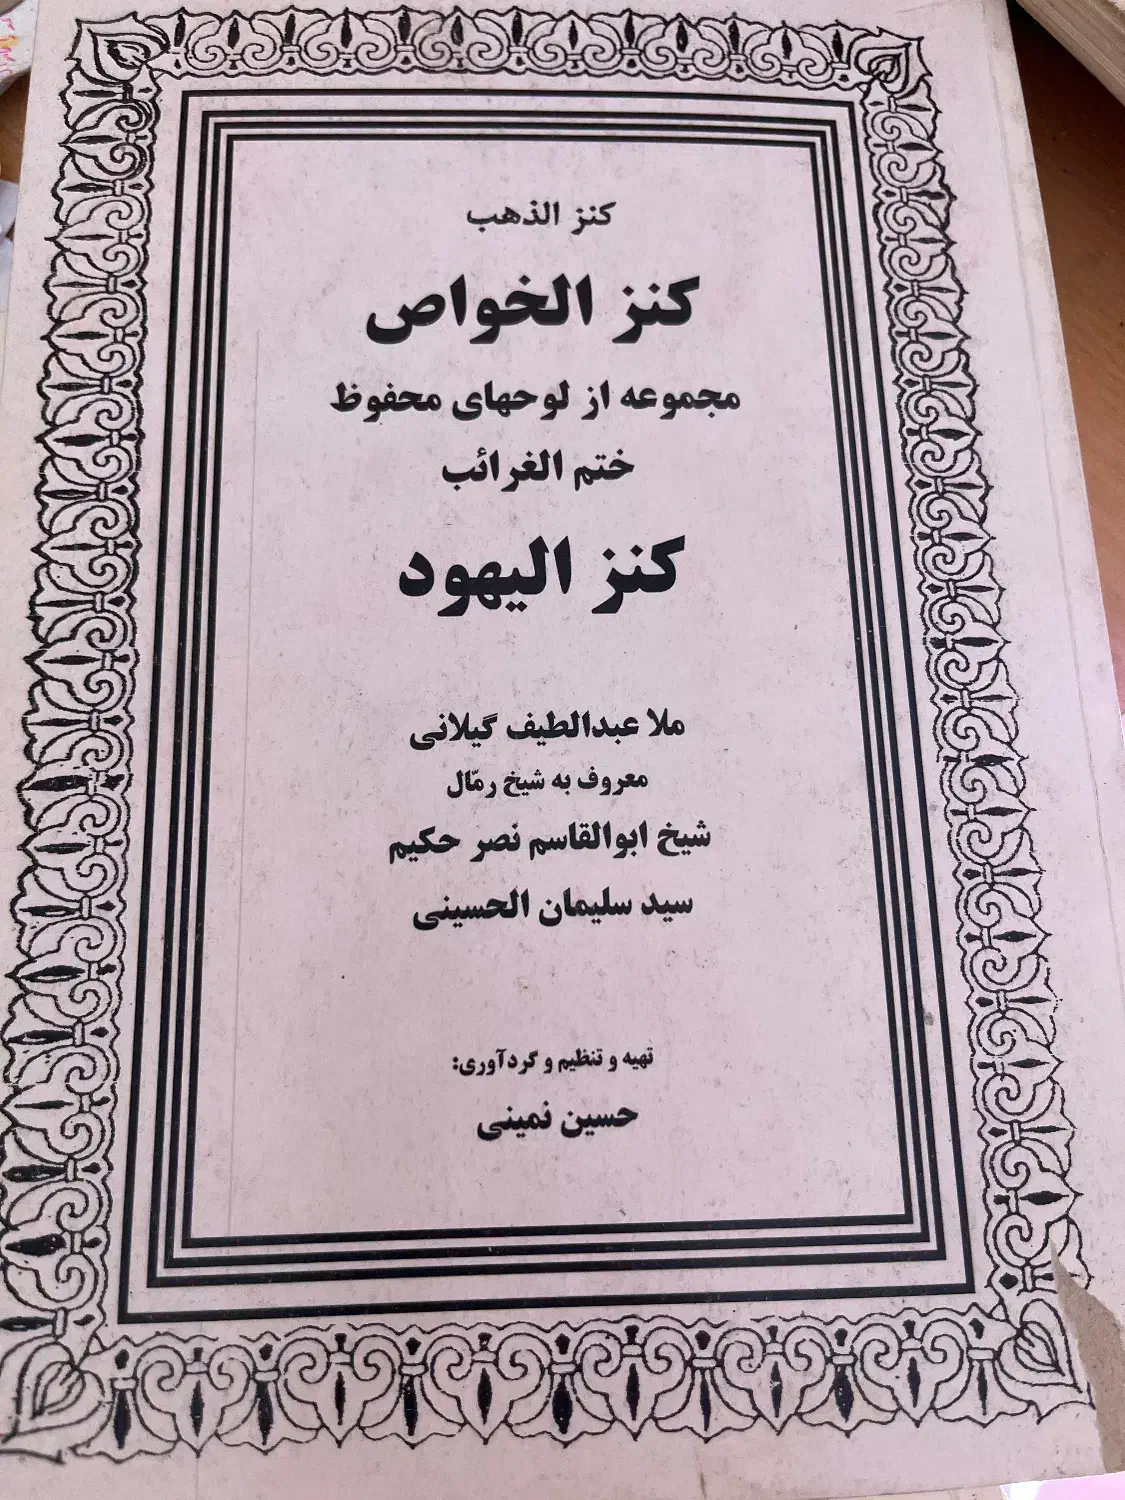 کنز الذهب
کنز الخواص
مجموعه از لوحهای محفوظ
ختم الغرائب
کنز الیهود
ملا عبدالطیف گیلانی
معروف به شیخ رمّال
شیخ ابوالقاسم نصر حکیم
سید سلیمان الحسینی
تهیه و تنظیم و گردآوری:
حسین نمینی